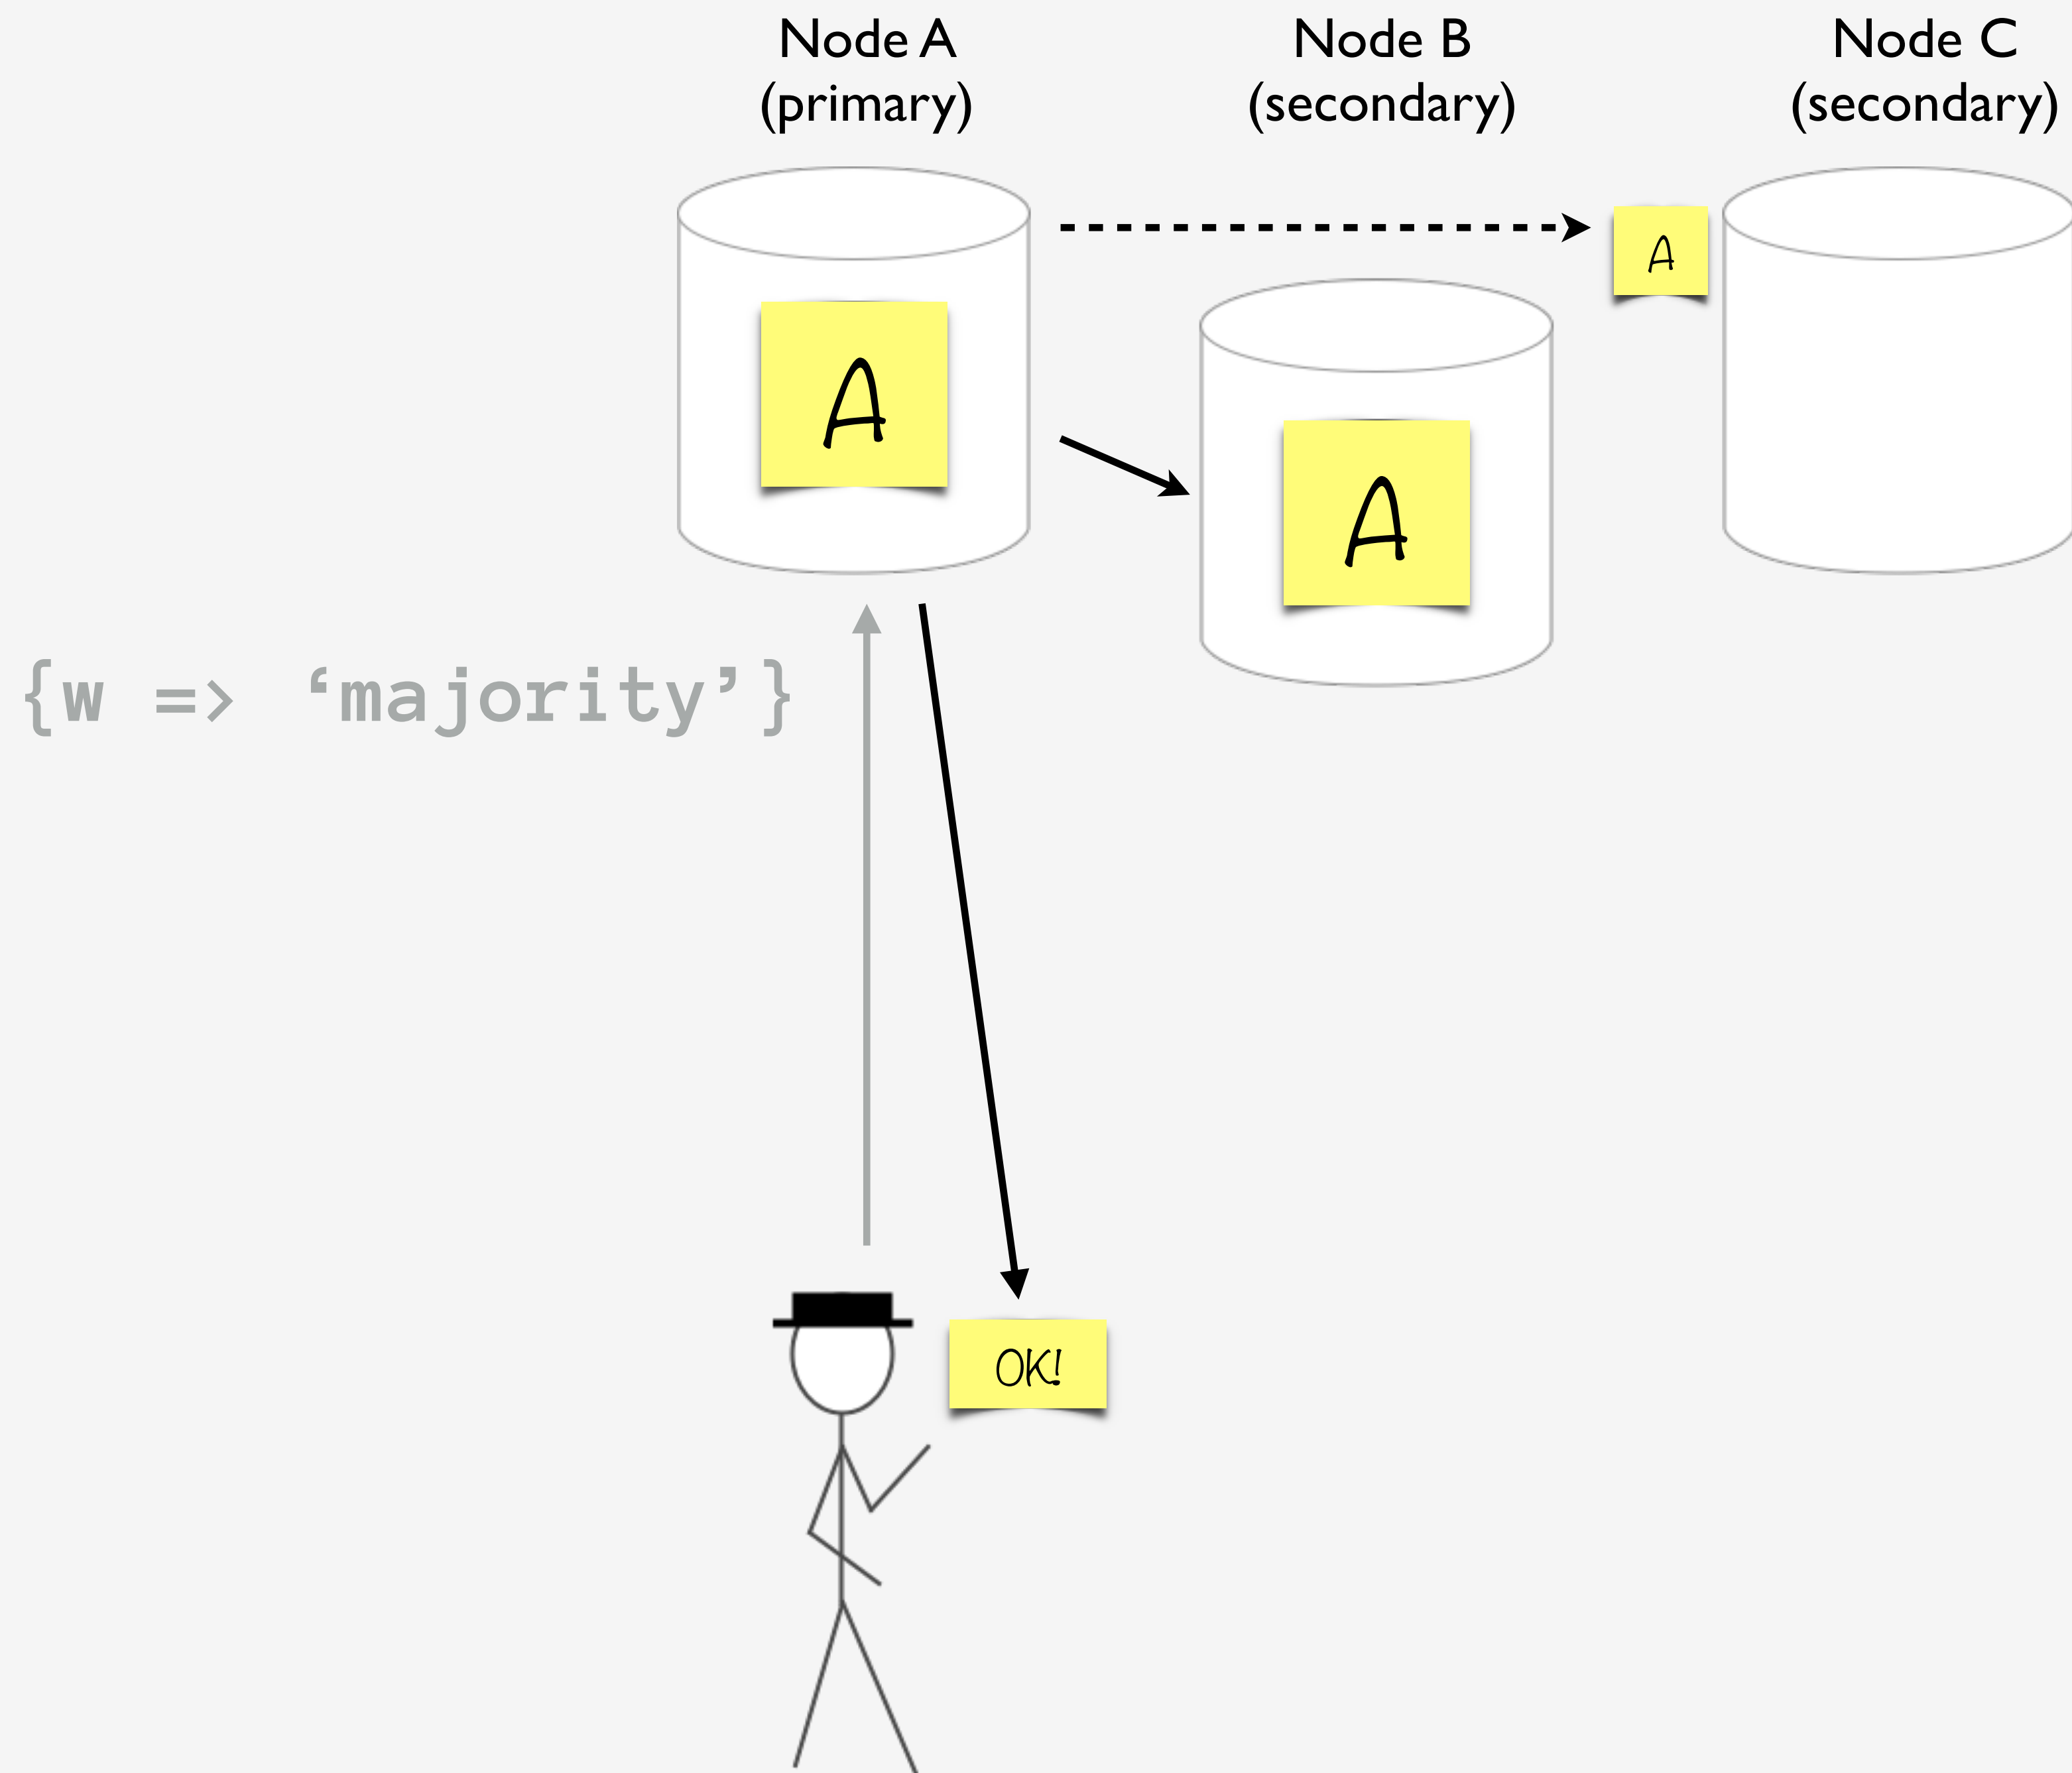 Node A
(primary)
Node B
(secondary)
Node C
(secondary)
A
A
A
{w => ‘majority’}
OK!